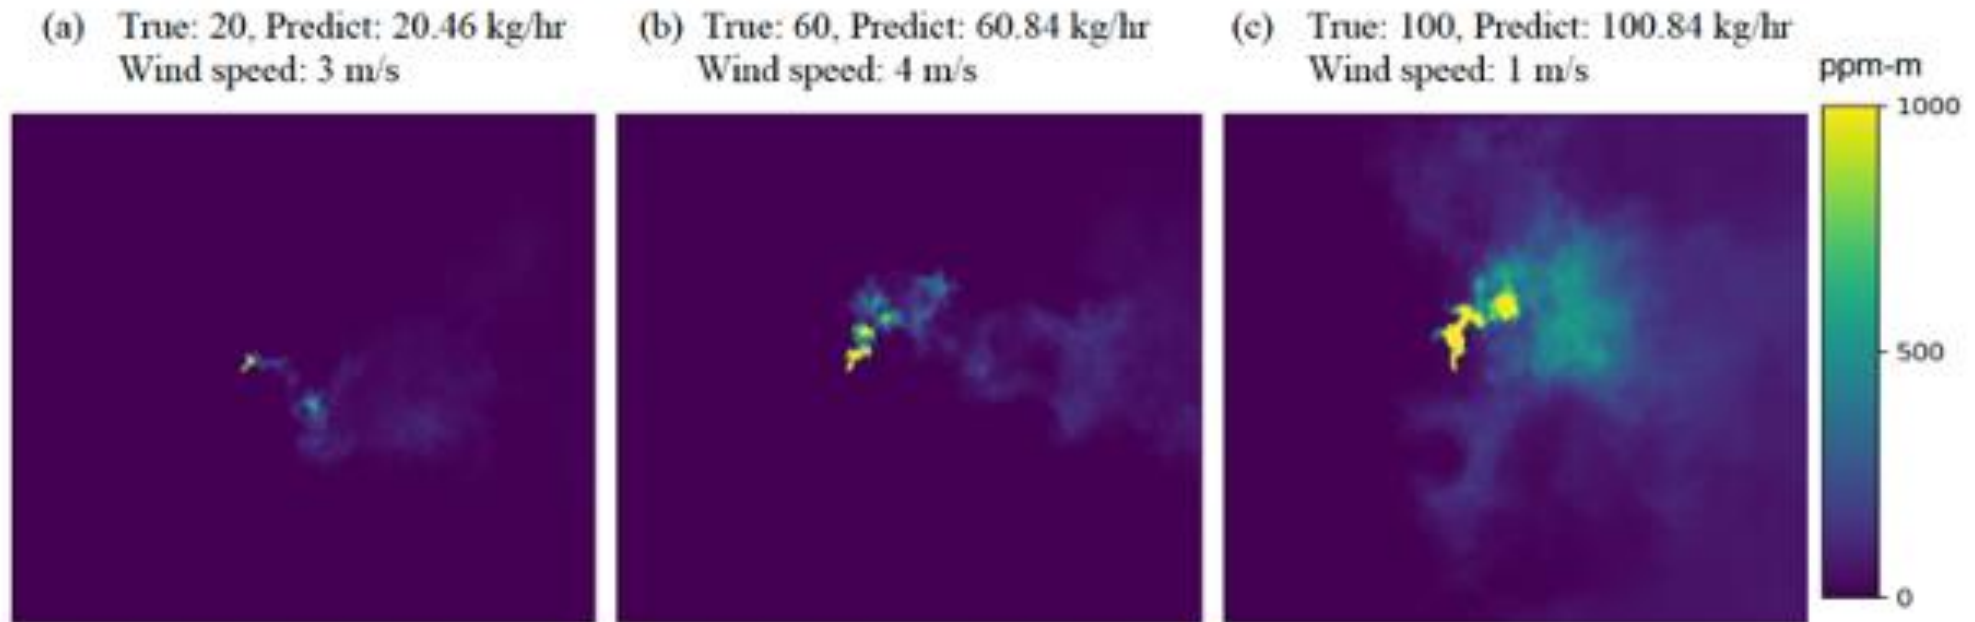 (a) True: 20, Predict: 20.46 kg/hr
Wind speed: 3 m/s
(b) True: 60, Predict: 60.84 kg/hr
Wind speed: 4 m/s
(c) True: 100, Predict: 100.84 kg/hr
Wind speed: 1 m/s
ppm-m
1000
500
0